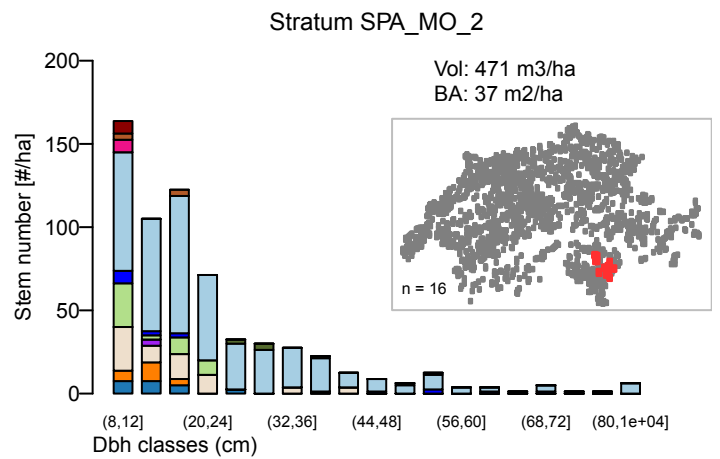 Stratum SPA_MO_2
Vol: 471 m3/ha
BA: 37 m2/ha
n = 16
Stem number [#/ha]
200
150
100
50
0
(8,12] (20,24] (32,36] (44,48] (56,60] (68,72] (80,1e+04]
Dbh classes (cm)